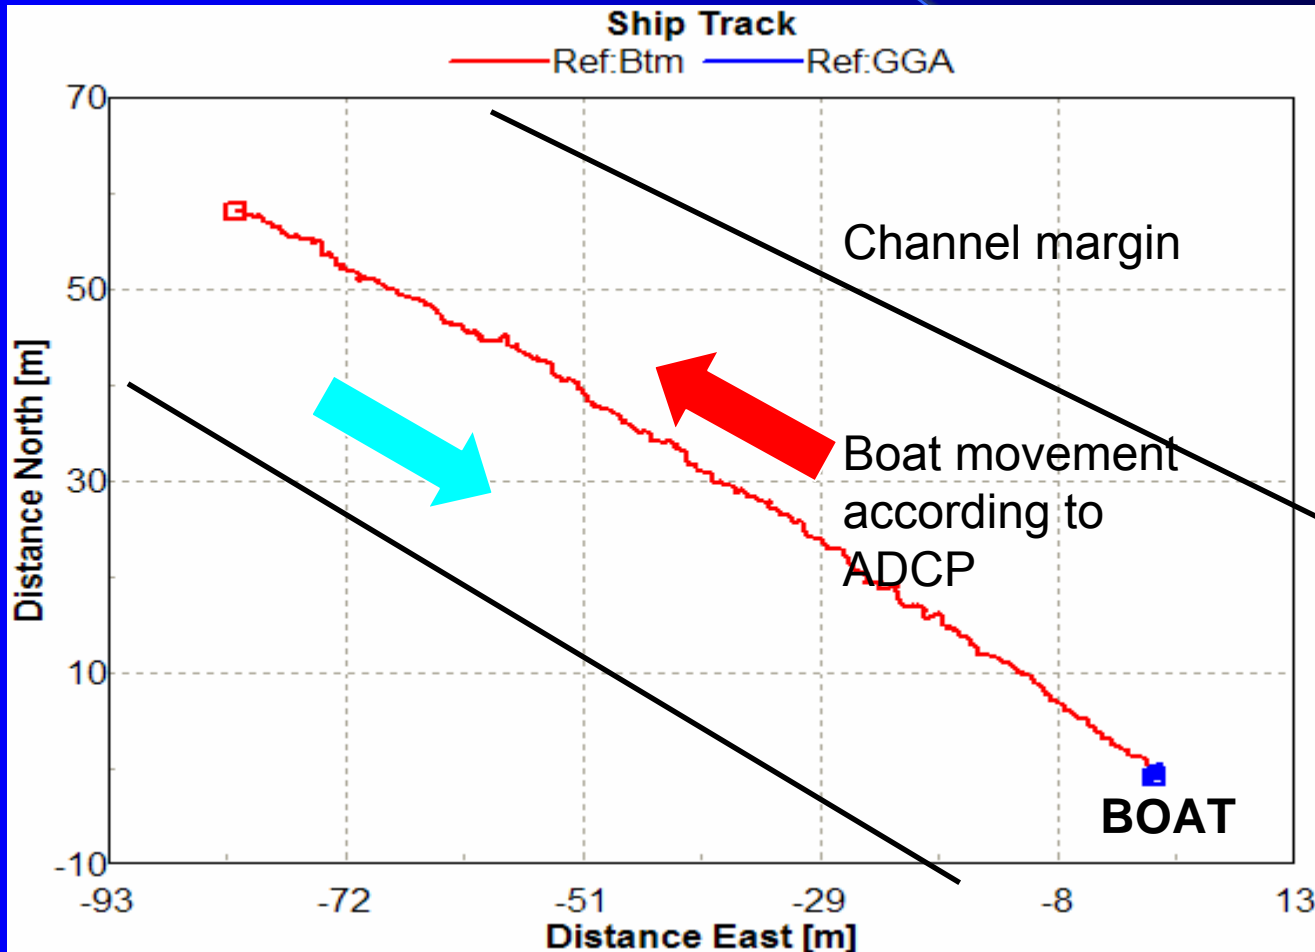 Ship Track
Ref:Btm Ref:GGA
70
50
30
10
-10
Distance North [m]
Channel margin
Boat movement
according to
ADCP
BOAT
-93 -72 -51 -29 -8 13
Distance East [m]